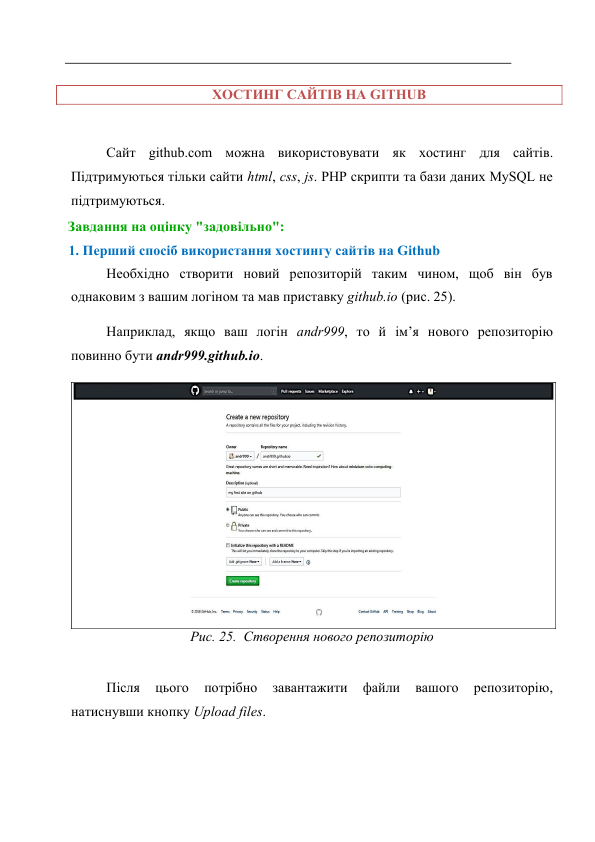 ХОСТИНГ САЙТІВ НА GITHUB
Сайт github.com можна використовувати як хостинг для сайтів.
Підтримуються тільки сайти html, css, js. PHP скрипти та бази даних MySQL не
підтримуються.
Завдання на оцінку "задовільно":
1. Перший спосіб використання хостингу сайтів на Github
Необхідно створити новий репозиторій таким чином, щоб він був
однаковим з вашим логіном та мав приставку github.io (рис. 25).
Наприклад, якщо ваш логін andr999, то й ім’я нового репозиторію
повинно бути andr999.github.io.
Search or jump to... Pull requests Issues Marketplace Explore
Create a new repository
A repository contains all the files for your project, including the revision history.
Owner Repository name
andr999 / andr999.github.io
Great repository names are short and memorable. Need inspiration? How about
Description (optional)
my first site on github
Public
Anyone can see this repository. You choose who can commit.
Private
You choose who can see and commit to this repository.
Initialize this repository with a README
This will let you immediately clone the repository to your computer. Skip this step if you're importing an existing repository.
Add .gitignore: None Add a license: None
Create repository
© 2018 GitHub, Inc. Terms Privacy Security Status Help Contact GitHub API Training Shop Blog About
Рис. 25. Створення нового репозиторію
Після цього потрібно завантажити файли вашого репозиторію,
натиснувши кнопку Upload files.